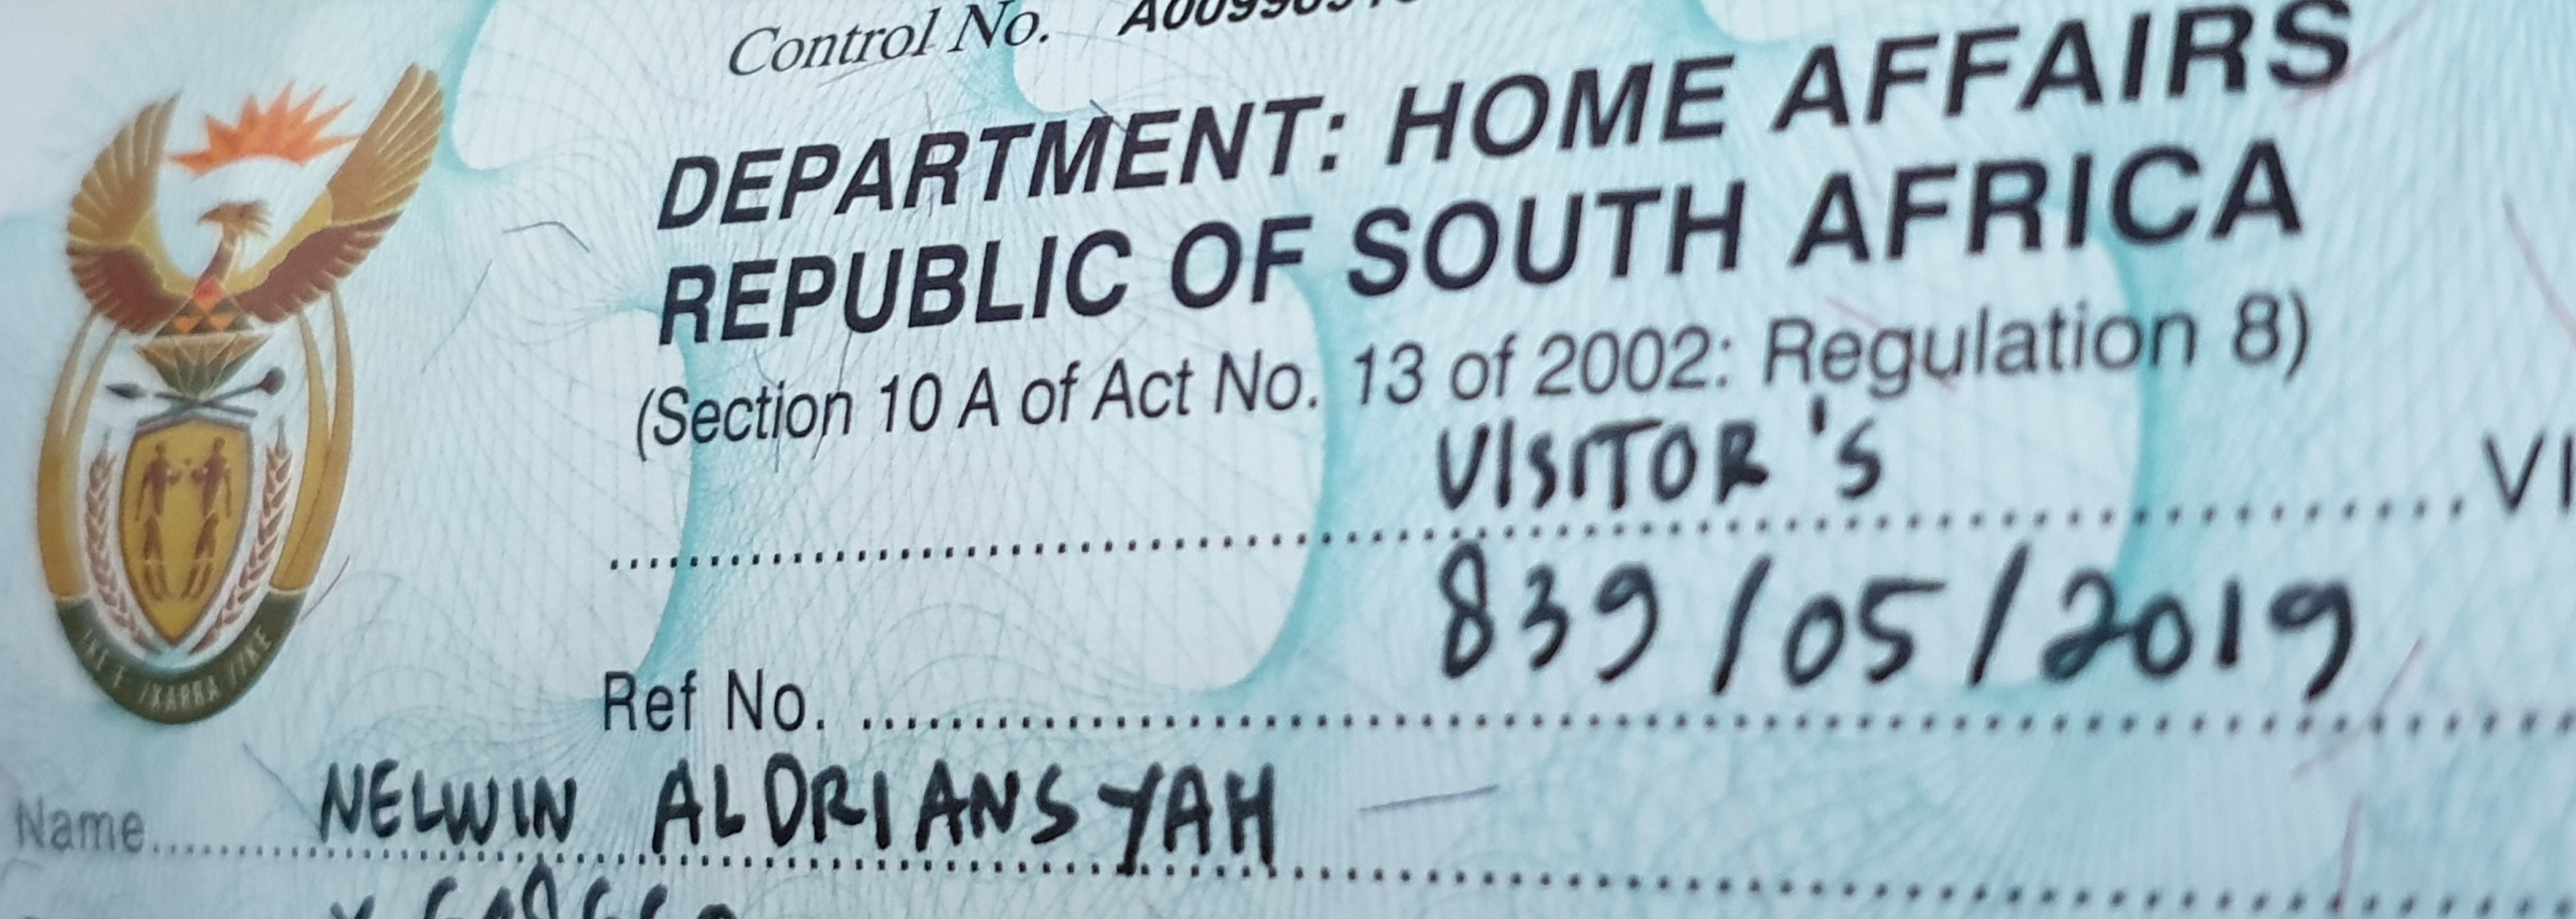 Control No.
DEPARTMENT: HOME AFFAIRS
REPUBLIC OF SOUTH AFRICA
(Section 10 A of Act No. 13 of 2002: Regulation 8)
VISITOR'S
Ref No. 839/05/2019
Name NELWIN ALDRIANSYAH